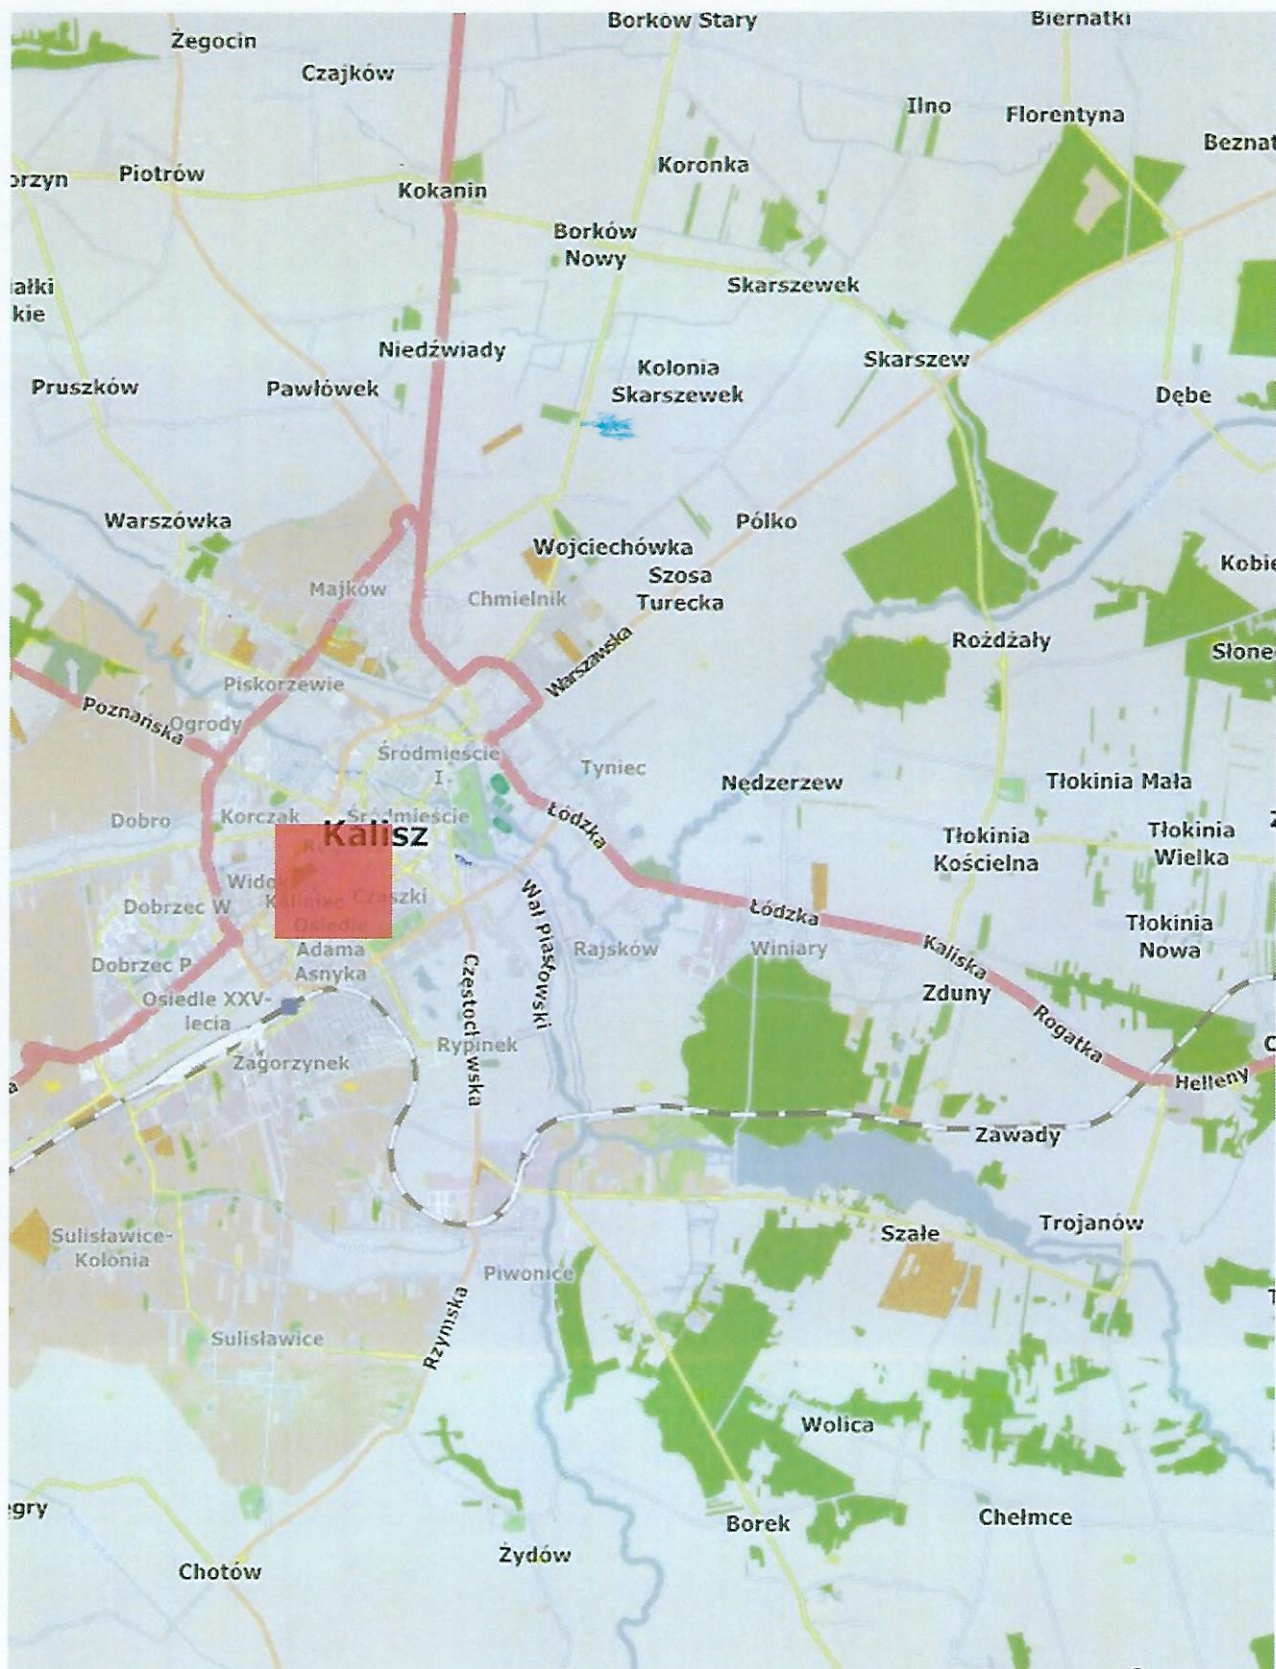 Borków Stary
Biernatki
Żegocin
Czajków
Ilno
Florentyna
Koronka
Piotrów
Kokanin
Borków
Nowy
Skarszewek
Niedźwiady
Skarszew
Kolonia
Skarszewek
Pruszków
Pawłówek
Dębe
Warszówka
Pólko
Wojciechówka
Szosa
Turecka
Majków
Chmielnik
Rożdżały
Warszawska
Piskorzewie
Poznańska
Ogrody
Śródmieście
I
Tyniec
Nędzerzew
Tłokinia Mała
Dobro
Korczak
Śródmieście
Kalisz
Łódzka
Tłokinia
Kościelna
Tłokinia
Wielka
Widok
Kaliniec
Czaszki
Dobrzec W
Osiedle
Adama
Asnyka
Wał Piastowski
Rajsków
Łódzka
Winiary
Kaliska
Tłokinia
Nowa
Dobrzec P
Zduny
Osiedle XXV-
lecia
Częstochowska
Rogatka
Rypinek
Zagorzynek
Helleny
Zawady
Sulisławice-
Kolonia
Szałe
Trojanów
Piwonice
Sulisławice
Rzymska
Wolica
Borek
Chełmce
Żydów
Chotów